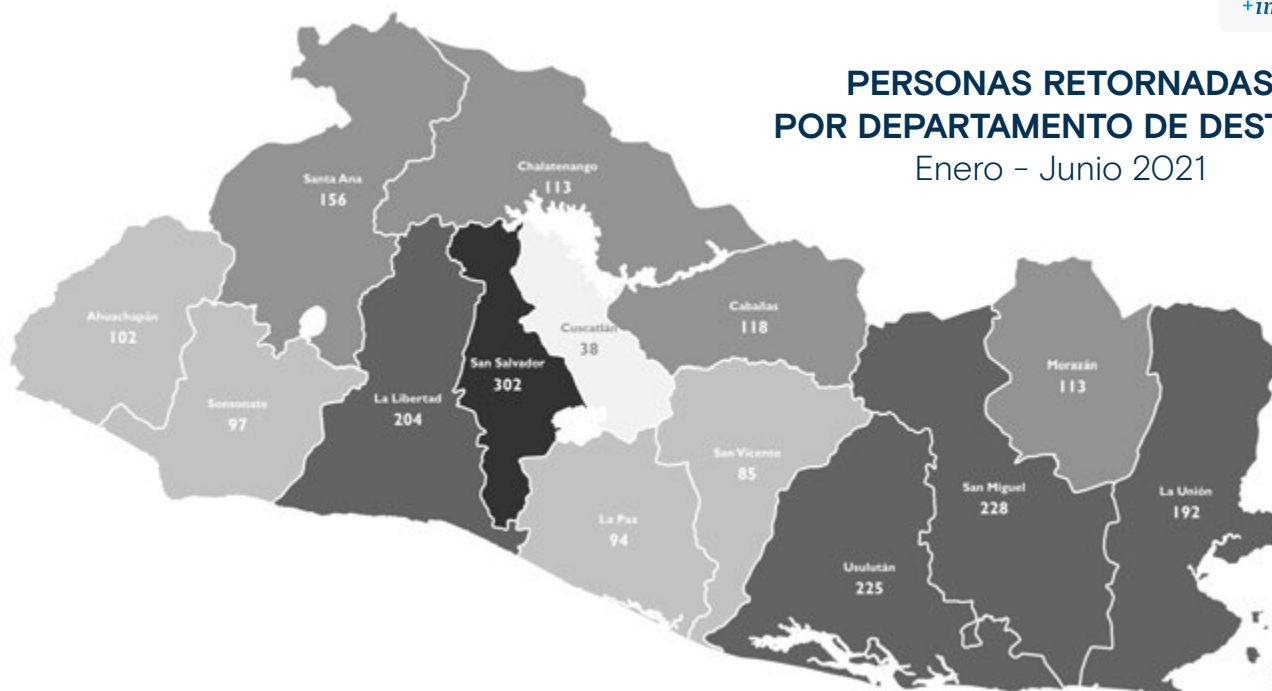 PERSONAS RETORNADAS
POR DEPARTAMENTO DE DEST
Enero - Junio 2021
Chalatenango
113
Santa Ana
156
Ahuachapán
102
Sonsonate
97
La Libertad
204
San Salvador
302
Cuscatlán
38
Cabañas
118
San Vicente
85
La Paz
94
Usulután
225
San Miguel
228
Morazán
113
La Unión
192